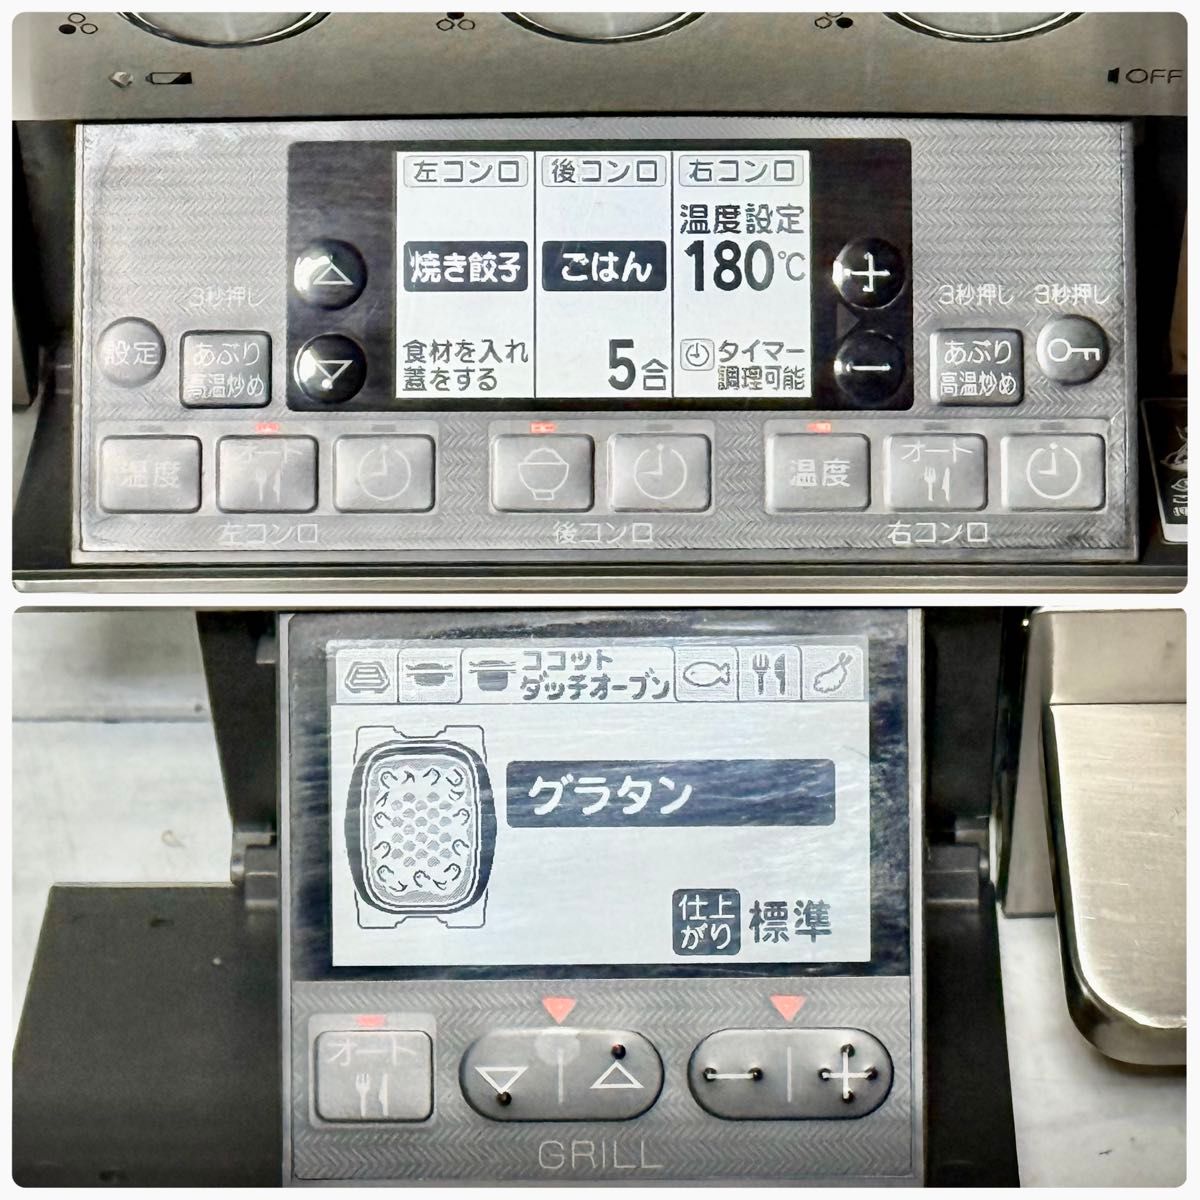 OFF
左コンロ 後コンロ 右コンロ
温度設定
焼き餃子 ごはん 180℃
食材を入れ
蓋をする
5合
タイマー
調理可能
3秒押し 3秒押し 3秒押し
設定
あぶり
高温炒め
あぶり
高温炒め
温度 オート 温度 オート
左コンロ 後コンロ 右コンロ
ココット
ダッチオーブン
グラタン
仕上
がり
標準
オート
GRILL